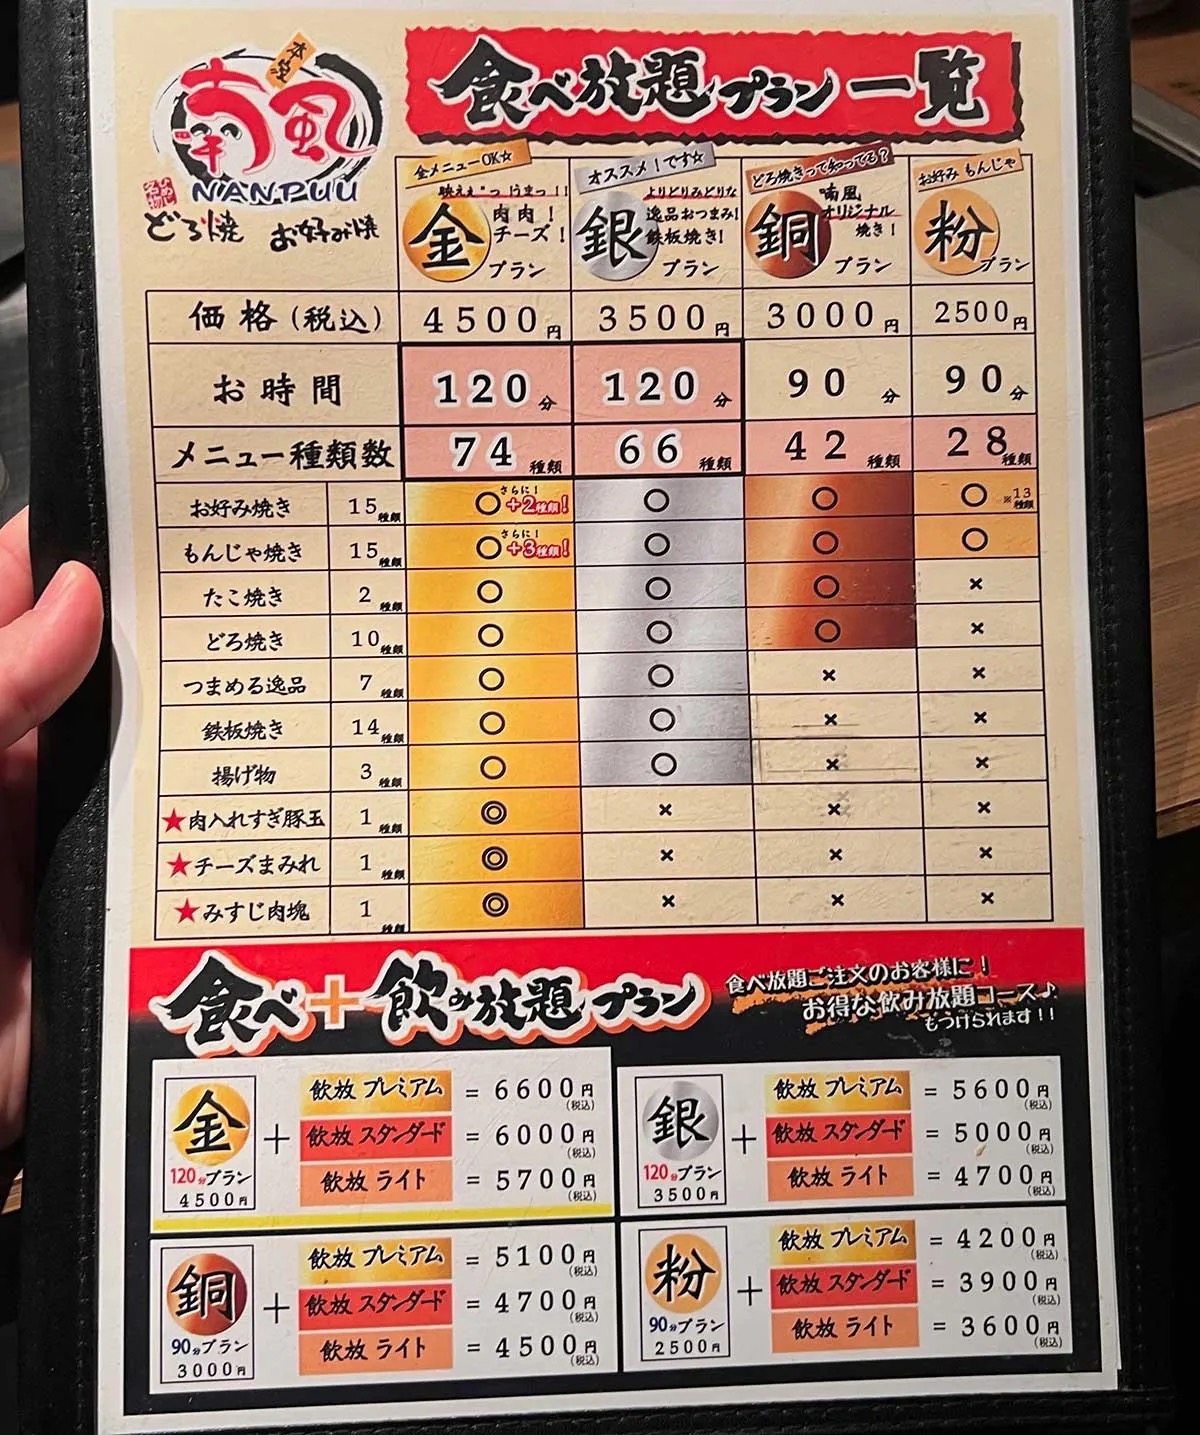 本家
南風
NANPUU
名物
どろ焼 お好み焼
食べ放題プラン一覧
全メニューOK☆
映えぇ"っ!うまっ!!
肉肉!
チーズ!
金
プラン
オススメ!です☆
よりどりみどりな
逸品おつまみ!
鉄板焼き!
銀
プラン
どろ焼きって知ってる?
南風
オリジナル
焼き!
銅
プラン
お好み もんじゃ
粉
プラン
価格(税込) 4500円 3500円 3000円 2500円
お時間 120分 120分 90分 90分
メニュー種類数 74種類 66種類 42種類 28種類
お好み焼き 15種類 ○ さらに!+2種類! ○ ○ ○ ※13種類
もんじゃ焼き 15種類 ○ さらに!+3種類! ○ ○ ○
たこ焼き 2種類 ○ ○ ○ ×
どろ焼き 10種類 ○ ○ ○ ×
つまめる逸品 7種類 ○ ○ × ×
鉄板焼き 14種類 ○ ○ × ×
揚げ物 3種類 ○ ○ × ×
★肉入れすぎ豚玉 1種類 ◎ × × ×
★チーズまみれ 1種類 ◎ × × ×
★みすじ肉塊 1種類 ◎ × × ×
食べ+飲み放題プラン
食べ放題ご注文のお客様に!
お得な飲み放題コース♪
もつけられます!!
金
120分プラン
4500円
+
飲放 プレミアム = 6600円(税込)
飲放 スタンダード = 6000円(税込)
飲放 ライト = 5700円(税込)
銀
120分プラン
3500円
+
飲放 プレミアム = 5600円(税込)
飲放 スタンダード = 5000円(税込)
飲放 ライト = 4700円(税込)
銅
90分プラン
3000円
+
飲放 プレミアム = 5100円(税込)
飲放 スタンダード = 4700円(税込)
飲放 ライト = 4500円(税込)
粉
90分プラン
2500円
+
飲放 プレミアム = 4200円(税込)
飲放 スタンダード = 3900円(税込)
飲放 ライト = 3600円(税込)